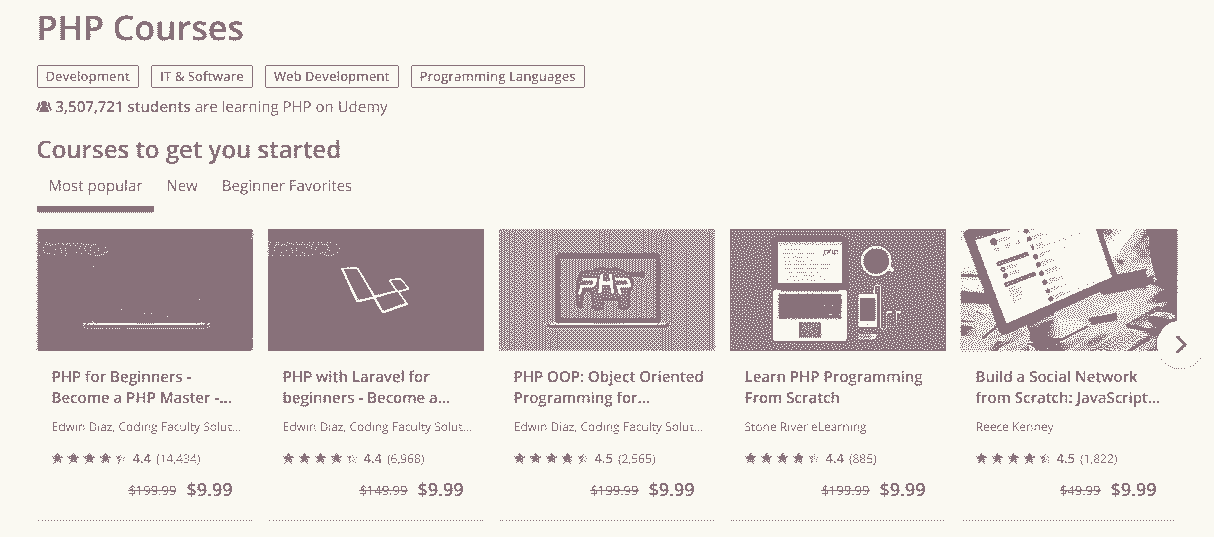 PHP Courses
Development IT & Software Web Development Programming Languages
3,507,721 students are learning PHP on Udemy
Courses to get you started
Most popular New Beginner Favorites
PHP
php
PHP for Beginners -
Become a PHP Master -...
Edwin Diaz, Coding Faculty Solut...
4.4 (14,434)
$199.99 $9.99
PHP with Laravel for
beginners - Become a...
Edwin Diaz, Coding Faculty Solut...
4.4 (6,968)
$149.99 $9.99
PHP OOP: Object Oriented
Programming for...
Edwin Diaz, Coding Faculty Solut...
4.5 (2,565)
$199.99 $9.99
Learn PHP Programming
From Scratch
Stone River eLearning
4.4 (885)
$199.99 $9.99
Build a Social Network
from Scratch: JavaScript...
Reece Kenney
4.5 (1,822)
$49.99 $9.99